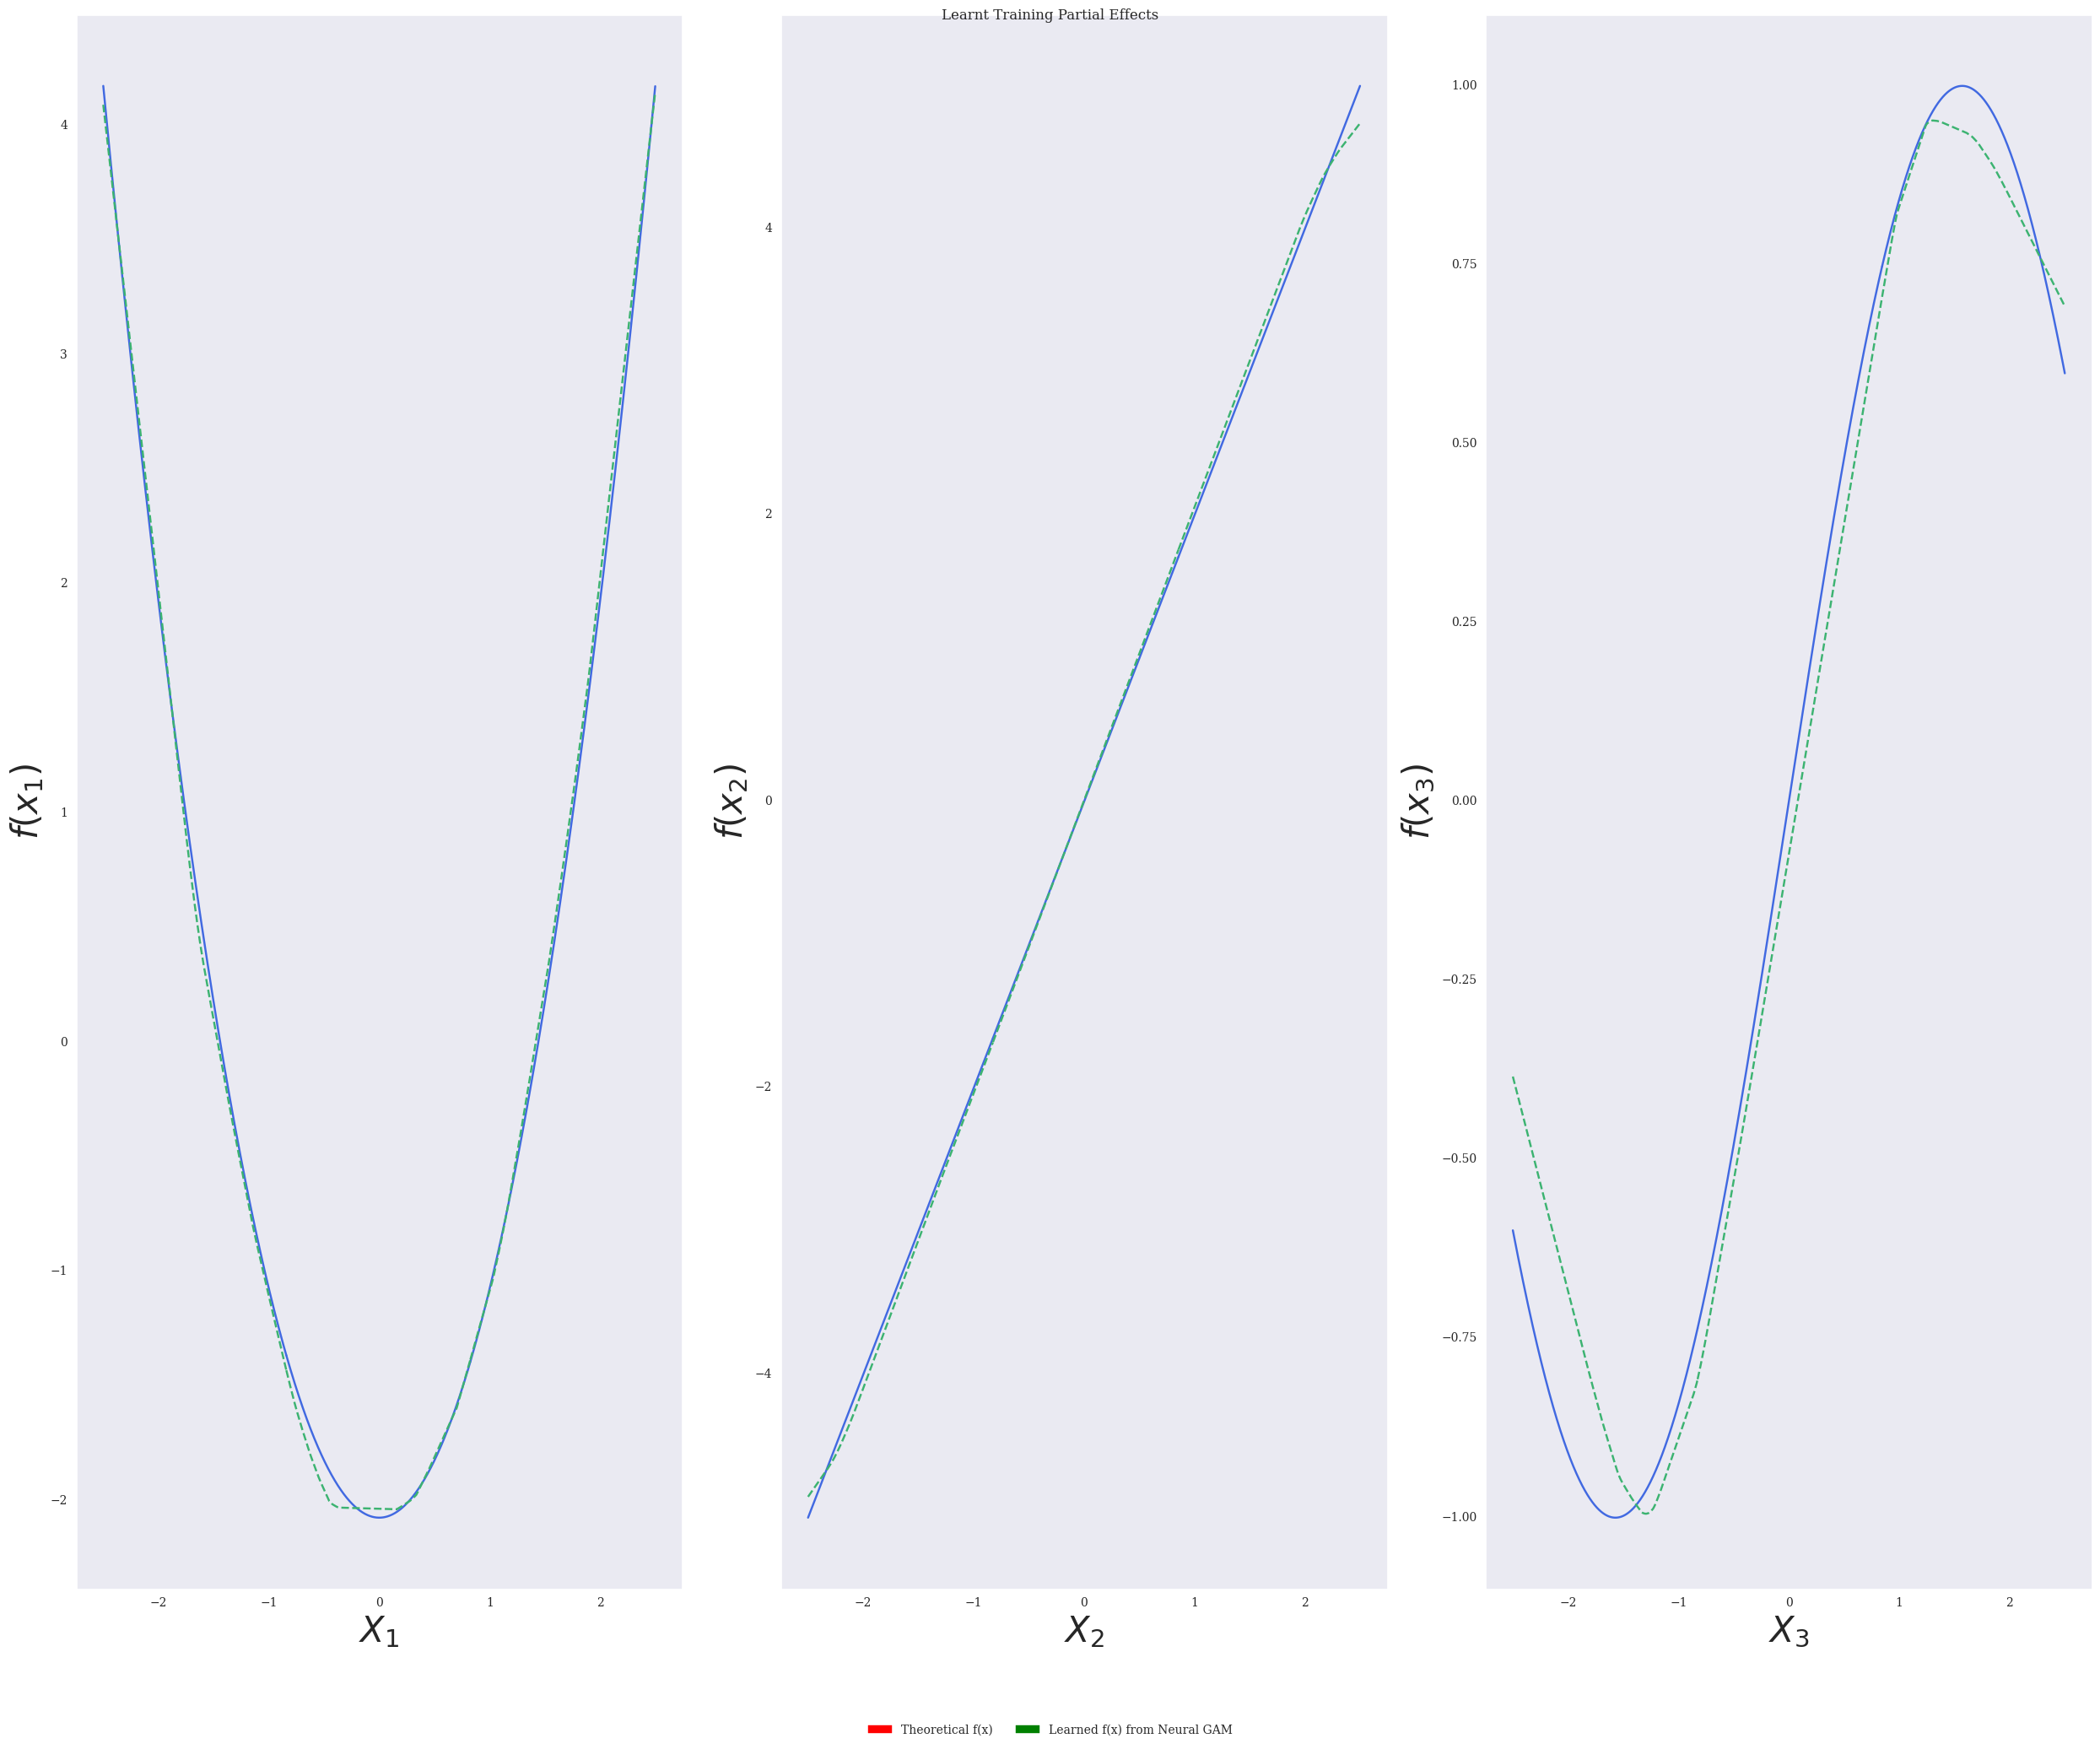 Learnt Training Partial Effects
f(x₁)
4
3
2
1
0
−1
−2
−2 −1 0 1 2
X₁
f(x₂)
4
2
0
−2
−4
−2 −1 0 1 2
X₂
f(x₃)
1.00
0.75
0.50
0.25
0.00
−0.25
−0.50
−0.75
−1.00
−2 −1 0 1 2
X₃
Theoretical f(x) Learned f(x) from Neural GAM